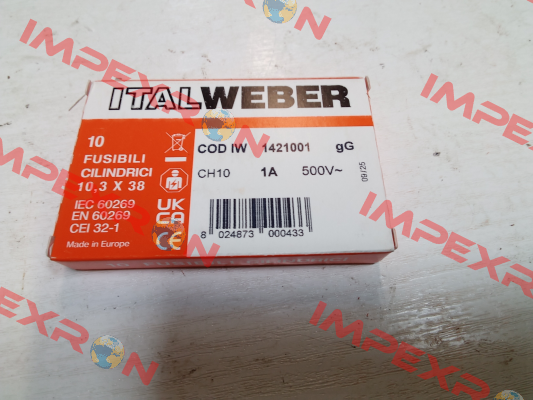 ITALWEBER
10
FUSIBILI
CILINDRICI
10,3 X 38
IEC 60269
EN 60269
CEI 32-1
Made in Europe
UK
CA
CE
COD IW 1421001 gG
CH10 1A 500V~
09/25
8 024873 000433
IMPEXRON
IMPEXRON
IMPEXRON
IMPEXRON
IMPEXRON